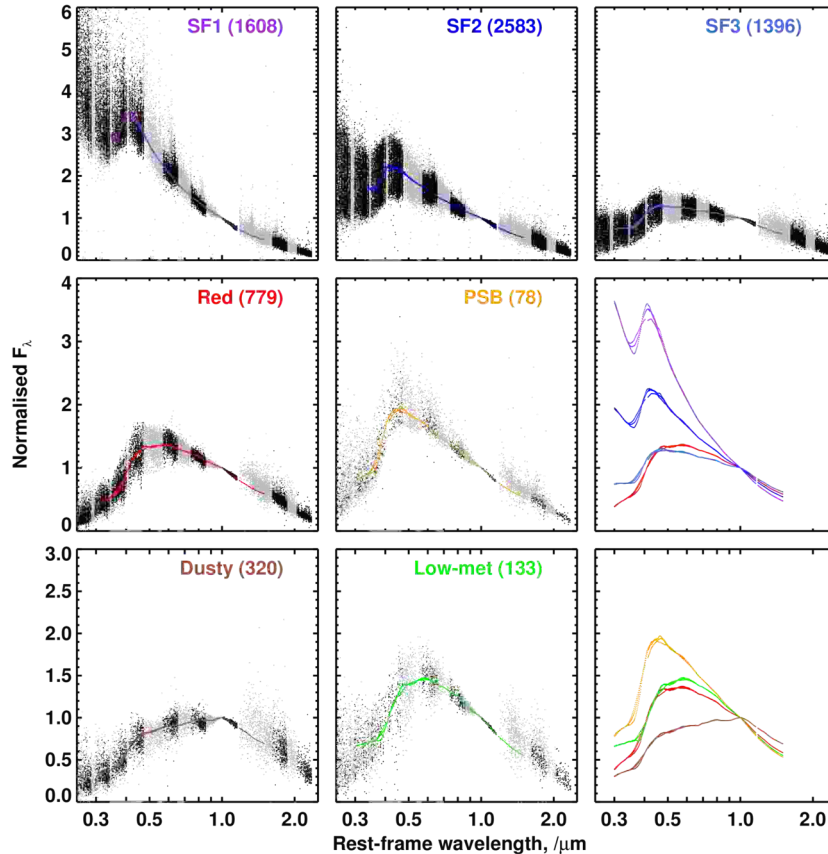 6
5
4
3
2
1
0
SF1 (1608)
SF2 (2583)
SF3 (1396)
4
3
2
1
0
Red (779)
PSB (78)
Normalised Fλ
3.0
2.5
2.0
1.5
1.0
0.5
0.0
Dusty (320)
Low-met (133)
0.3 0.5 1.0 2.0
0.3 0.5 1.0 2.0
0.3 0.5 1.0 2.0
Rest-frame wavelength, /μm